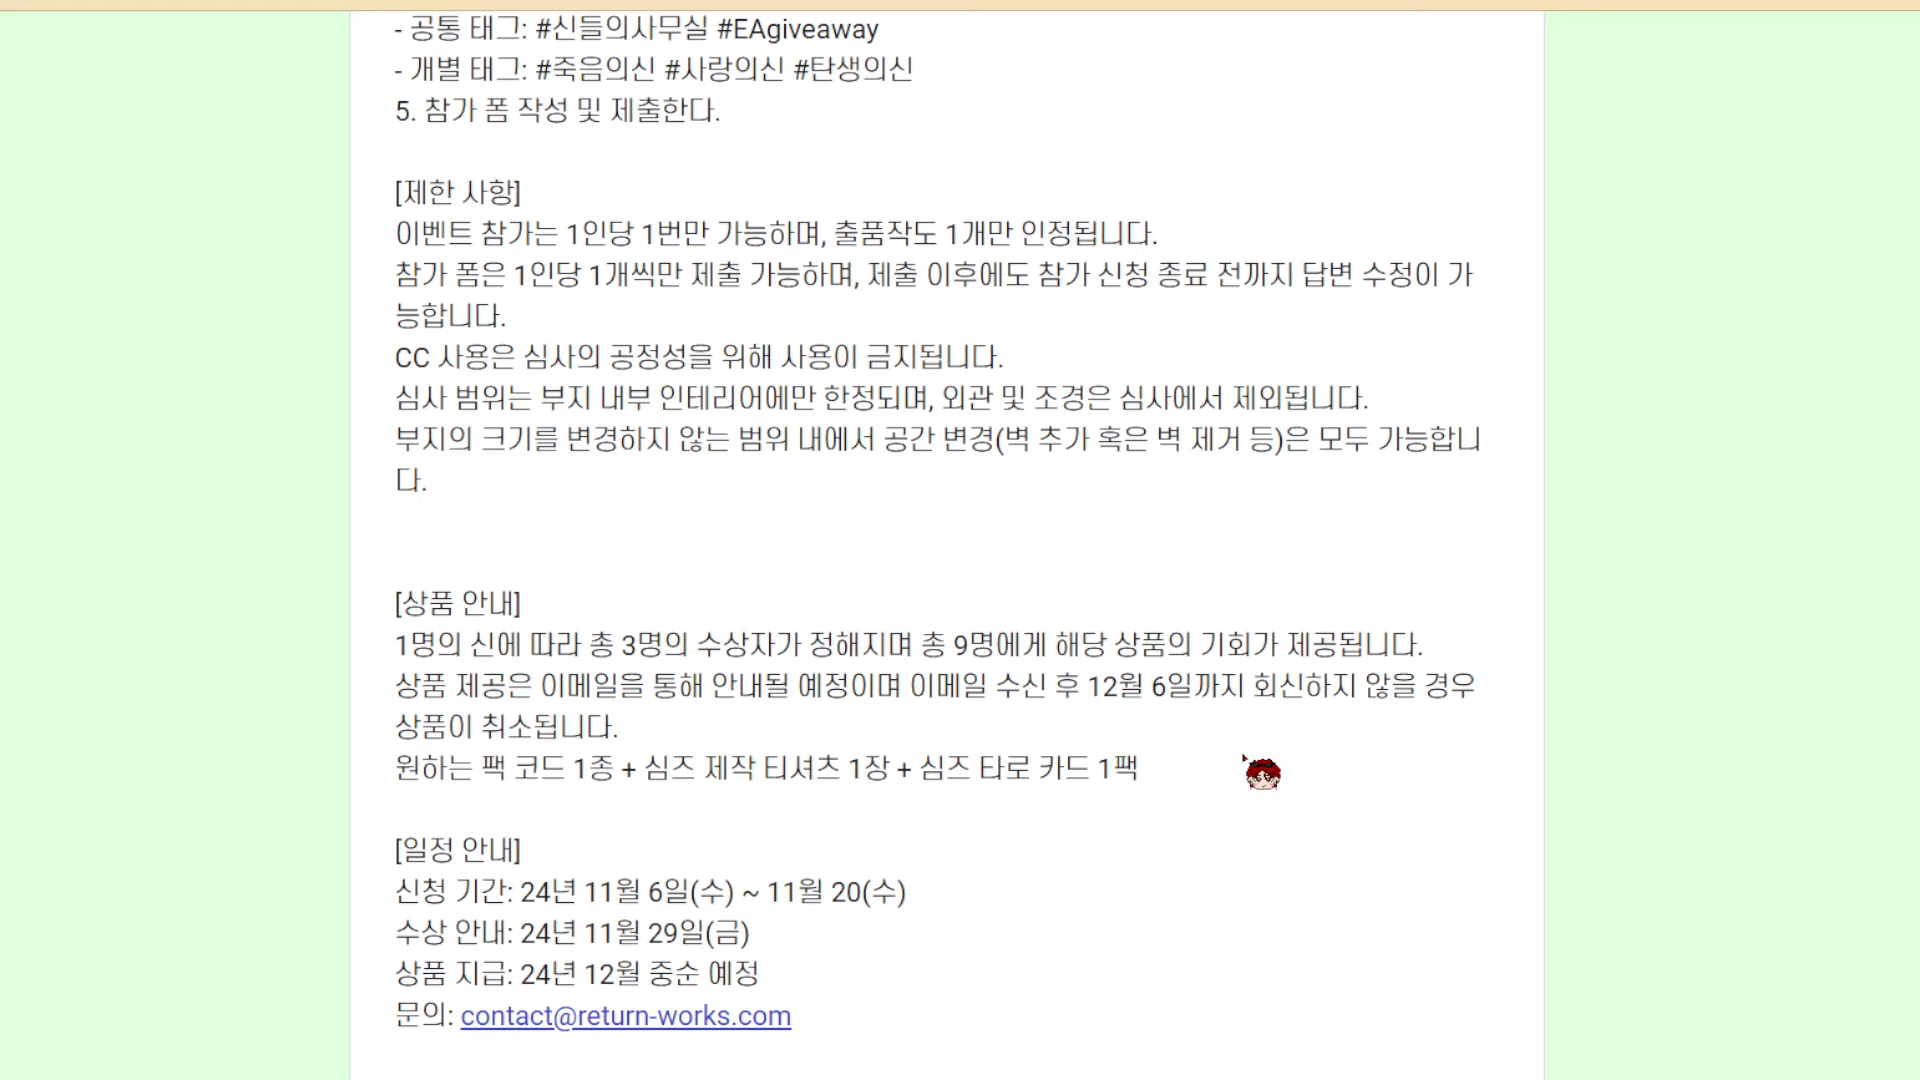 - 공통 태그: #신들의사무실 #EAgiveaway
- 개별 태그: #죽음의신 #사랑의신 #탄생의신
5. 참가 폼 작성 및 제출한다.
[제한 사항]
이벤트 참가는 1인당 1번만 가능하며, 출품작도 1개만 인정됩니다.
참가 폼은 1인당 1개씩만 제출 가능하며, 제출 이후에도 참가 신청 종료 전까지 답변 수정이 가
능합니다.
CC 사용은 심사의 공정성을 위해 사용이 금지됩니다.
심사 범위는 부지 내부 인테리어에만 한정되며, 외관 및 조경은 심사에서 제외됩니다.
부지의 크기를 변경하지 않는 범위 내에서 공간 변경(벽 추가 혹은 벽 제거 등)은 모두 가능합니
다.
[상품 안내]
1명의 신에 따라 총 3명의 수상자가 정해지며 총 9명에게 해당 상품의 기회가 제공됩니다.
상품 제공은 이메일을 통해 안내될 예정이며 이메일 수신 후 12월 6일까지 회신하지 않을 경우
상품이 취소됩니다.
원하는 팩 코드 1종 + 심즈 제작 티셔츠 1장 + 심즈 타로 카드 1팩
[일정 안내]
신청 기간: 24년 11월 6일(수) ~ 11월 20(수)
수상 안내: 24년 11월 29일(금)
상품 지급: 24년 12월 중순 예정
문의: contact@return-works.com